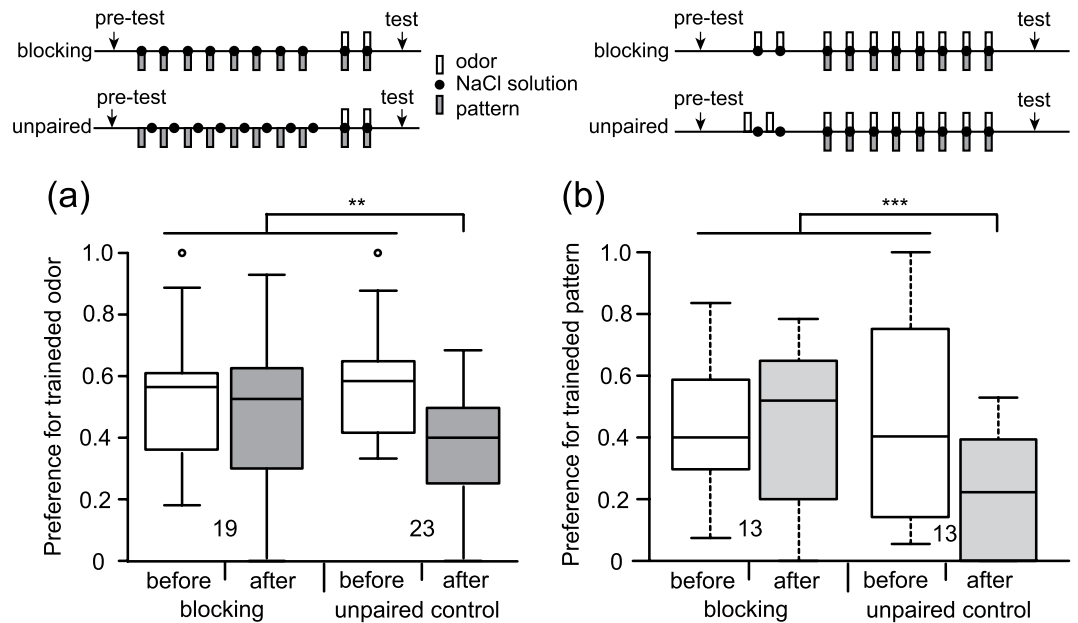 pre-test test
blocking
pre-test test
unpaired
odor
NaCl solution
pattern
pre-test test
blocking
pre-test test
unpaired
(a)
**
Preference for traineded odor
1.0
0.8
0.6
0.4
0.2
0
19 23
before after before after
blocking unpaired control
(b)
***
Preference for traineded pattern
1.0
0.8
0.6
0.4
0.2
0
13 13
before after before after
blocking unpaired control